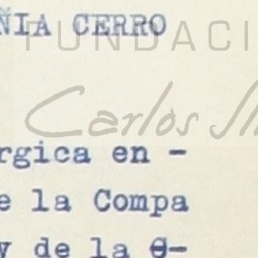 ÑIA CERRO
FUNDACI
Carlos
rgica en -
e la Compa
y de la e-